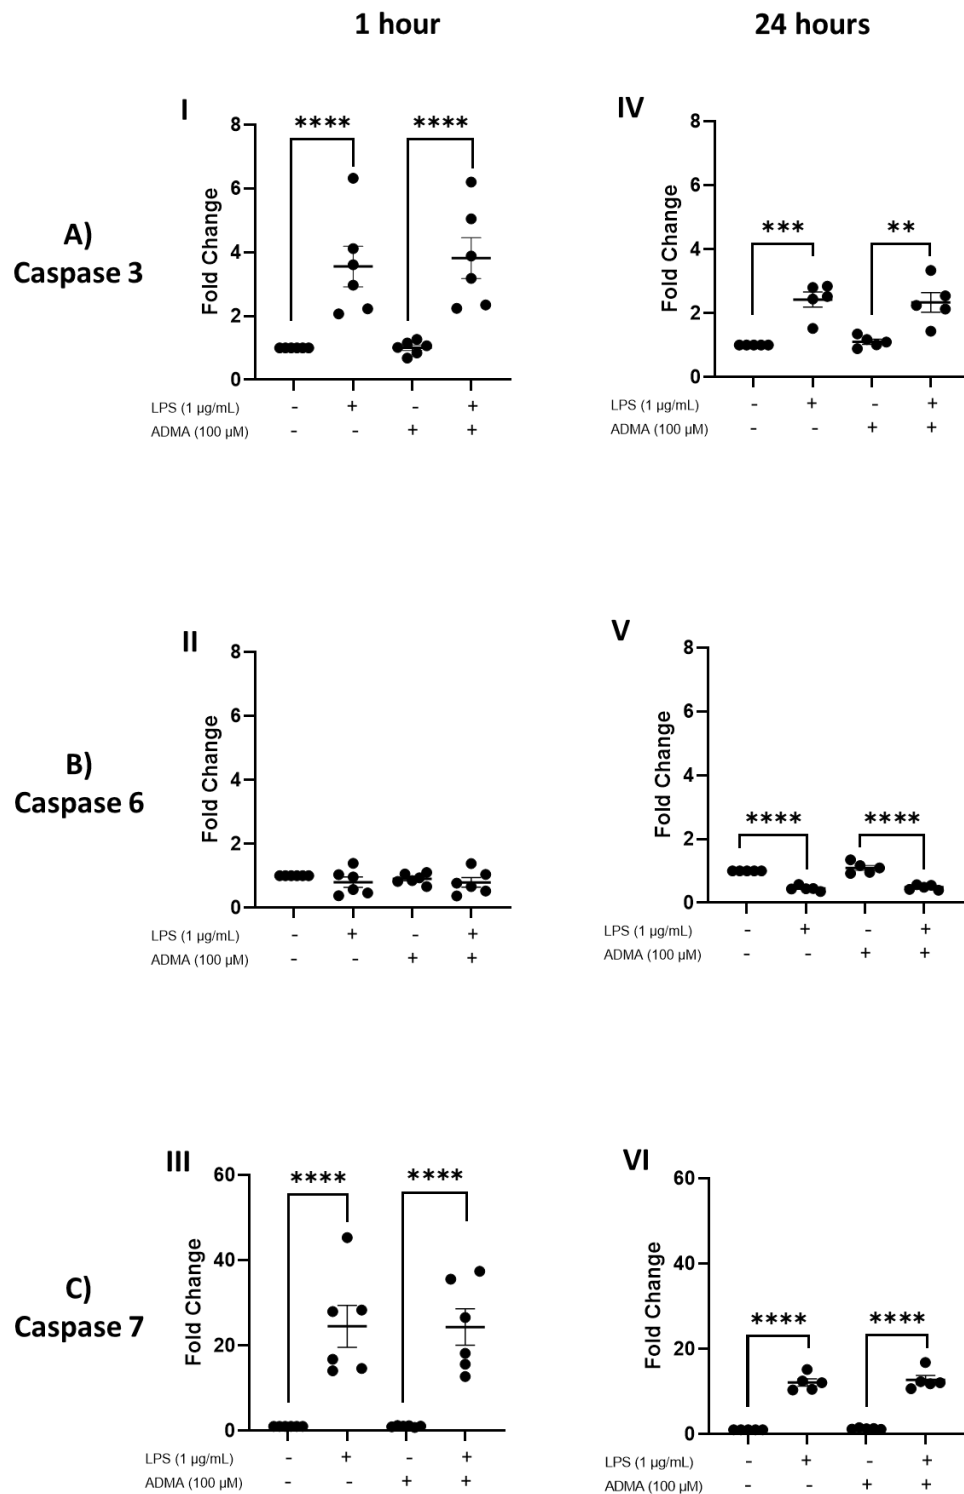 1 hour
24 hours
A)
Caspase 3
I
Fold Change
8
6
4
2
0
**** ****
LPS (1 µg/mL) - + - +
ADMA (100 µM) - - + +
IV
Fold Change
8
6
4
2
0
*** **
LPS (1 µg/mL) - + - +
ADMA (100 µM) - - + +
B)
Caspase 6
II
Fold Change
8
6
4
2
0
LPS (1 µg/mL) - + - +
ADMA (100 µM) - - + +
V
Fold Change
8
6
4
2
0
**** ****
LPS (1 µg/mL) - + - +
ADMA (100 µM) - - + +
C)
Caspase 7
III
Fold Change
60
40
20
0
**** ****
LPS (1 µg/mL) - + - +
ADMA (100 µM) - - + +
VI
Fold Change
60
40
20
0
**** ****
LPS (1 µg/mL) - + - +
ADMA (100 µM) - - + +